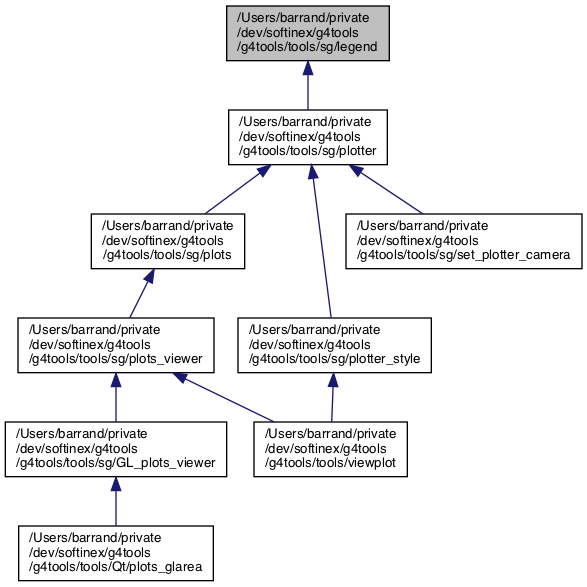 /Users/barrand/private
/dev/softinex/g4tools
/g4tools/tools/sg/legend
/Users/barrand/private
/dev/softinex/g4tools
/g4tools/tools/sg/plotter
/Users/barrand/private
/dev/softinex/g4tools
/g4tools/tools/sg/plots
/Users/barrand/private
/dev/softinex/g4tools
/g4tools/tools/sg/set_plotter_camera
/Users/barrand/private
/dev/softinex/g4tools
/g4tools/tools/sg/plots_viewer
/Users/barrand/private
/dev/softinex/g4tools
/g4tools/tools/sg/plotter_style
/Users/barrand/private
/dev/softinex/g4tools
/g4tools/tools/sg/GL_plots_viewer
/Users/barrand/private
/dev/softinex/g4tools
/g4tools/tools/viewplot
/Users/barrand/private
/dev/softinex/g4tools
/g4tools/tools/Qt/plots_glarea